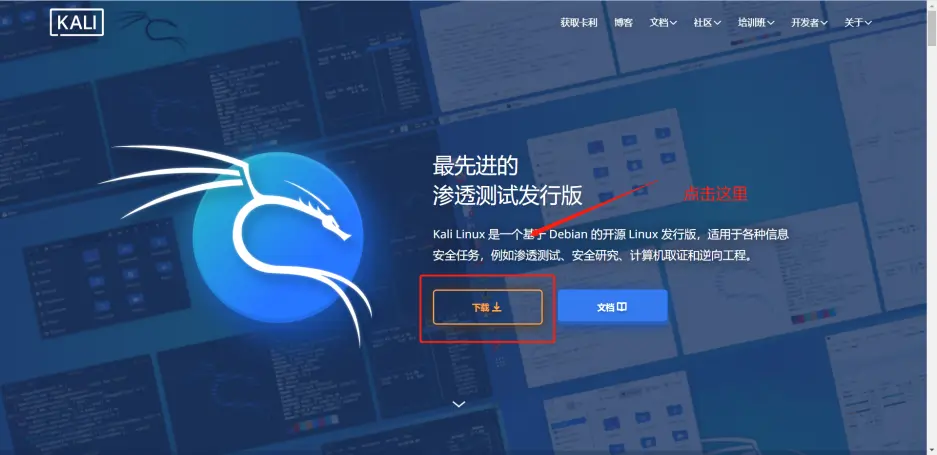 KALI
获取卡利 博客 文档 社区 培训班 开发者 关于
最先进的
渗透测试发行版
点击这里
Kali Linux 是一个基于 Debian 的开源 Linux 发行版，适用于各种信息
安全任务，例如渗透测试、安全研究、计算机取证和逆向工程。
下载 文档